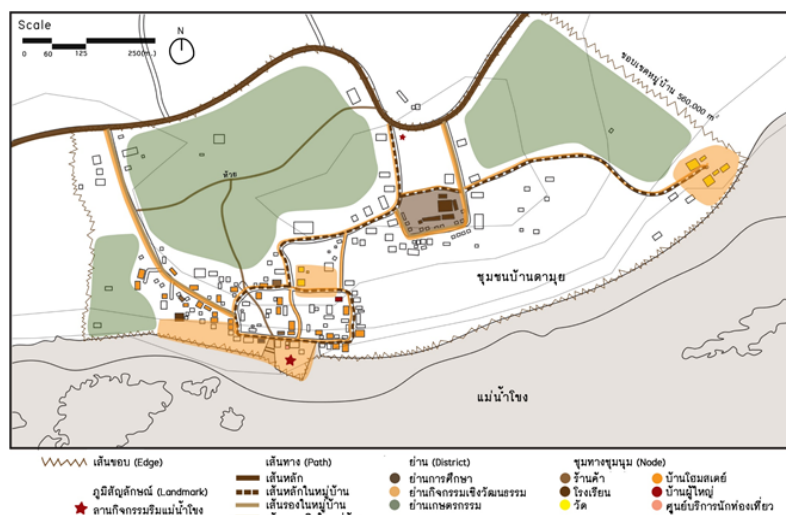 Scale
0 60 125 250(m.)
N
ขอบเขตหมู่บ้าน 560,000 m²
ห้วย
ชุมชนบ้านตามุย
แม่น้ำโขง
เส้นขอบ (Edge)
ภูมิสัญลักษณ์ (Landmark)
ลานกิจกรรมริมแม่น้ำโขง
เส้นทาง (Path)
เส้นหลัก
เส้นหลักในหมู่บ้าน
เส้นรองในหมู่บ้าน
ย่าน (District)
ย่านการศึกษา
ย่านกิจกรรมเชิงวัฒนธรรม
ย่านเกษตรกรรม
ชุมทางชุมนุม (Node)
ร้านค้า
โรงเรียน
วัด
บ้านโฮมสเตย์
บ้านผู้ใหญ่
ศูนย์บริการนักท่องเที่ยว